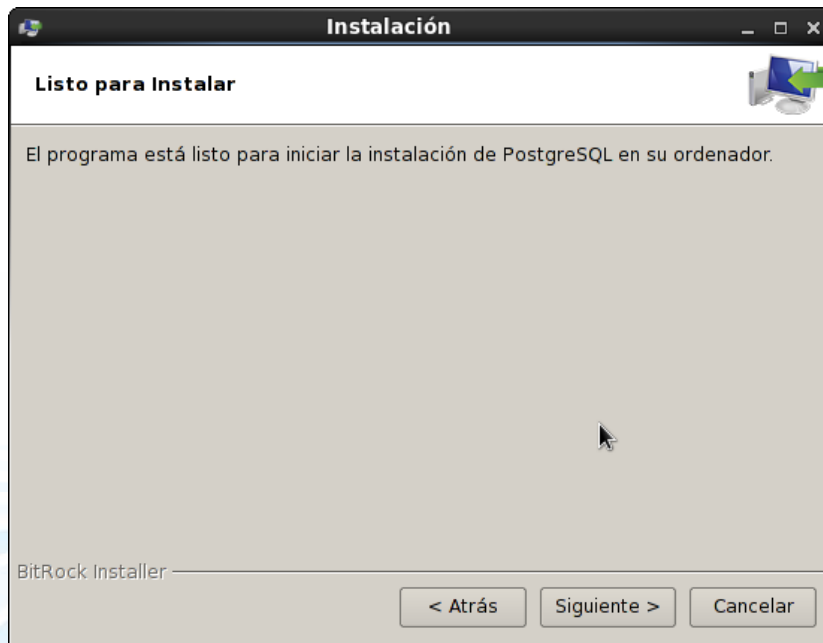 Instalación
Listo para Instalar
El programa está listo para iniciar la instalación de PostgreSQL en su ordenador.
BitRock Installer
< Atrás
Siguiente >
Cancelar